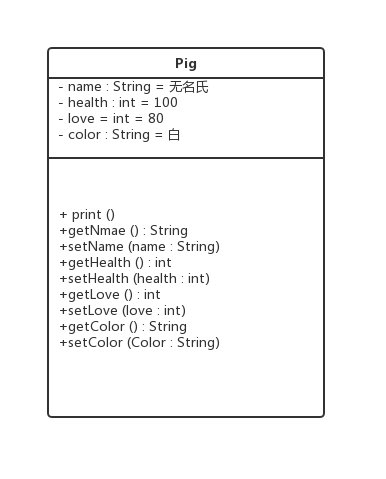 Pig
- name : String = 无名氏
- health : int = 100
- love = int = 80
- color : String = 白
+ print ()
+getNmae () : String
+setName (name : String)
+getHealth () : int
+setHealth (health : int)
+getLove () : int
+setLove (love : int)
+getColor () : String
+setColor (Color : String)